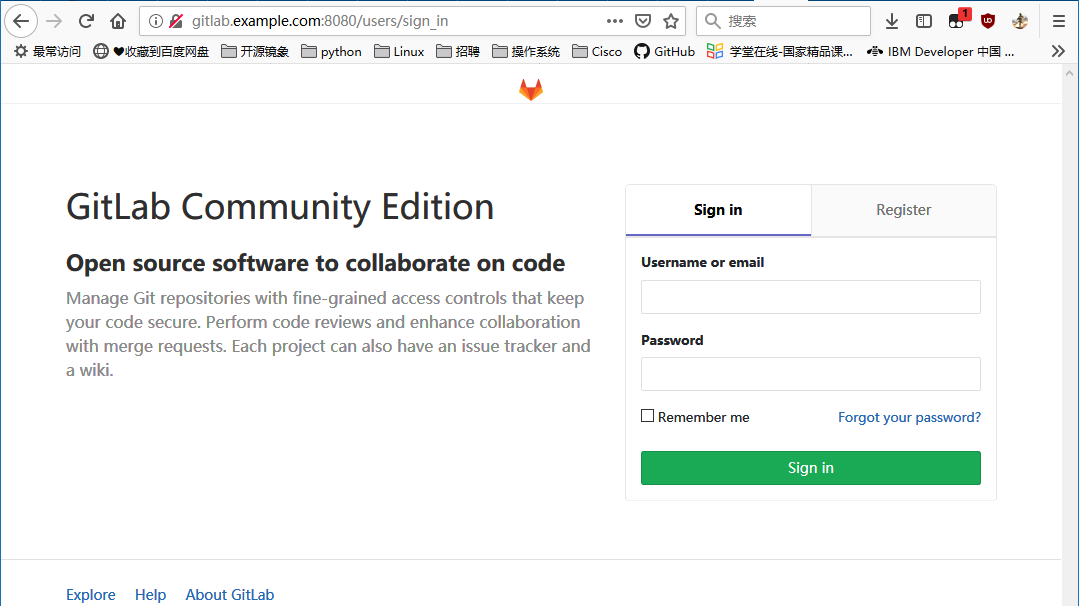 gitlab.example.com:8080/users/sign_in
搜索
1
最常访问 ♥收藏到百度网盘 开源镜象 python Linux 招聘 操作系统 Cisco GitHub 学堂在线-国家精品课... IBM Developer 中国 ...
GitLab Community Edition
Open source software to collaborate on code
Manage Git repositories with fine-grained access controls that keep
your code secure. Perform code reviews and enhance collaboration
with merge requests. Each project can also have an issue tracker and
a wiki.
Sign in Register
Username or email
Password
Remember me Forgot your password?
Sign in
Explore Help About GitLab